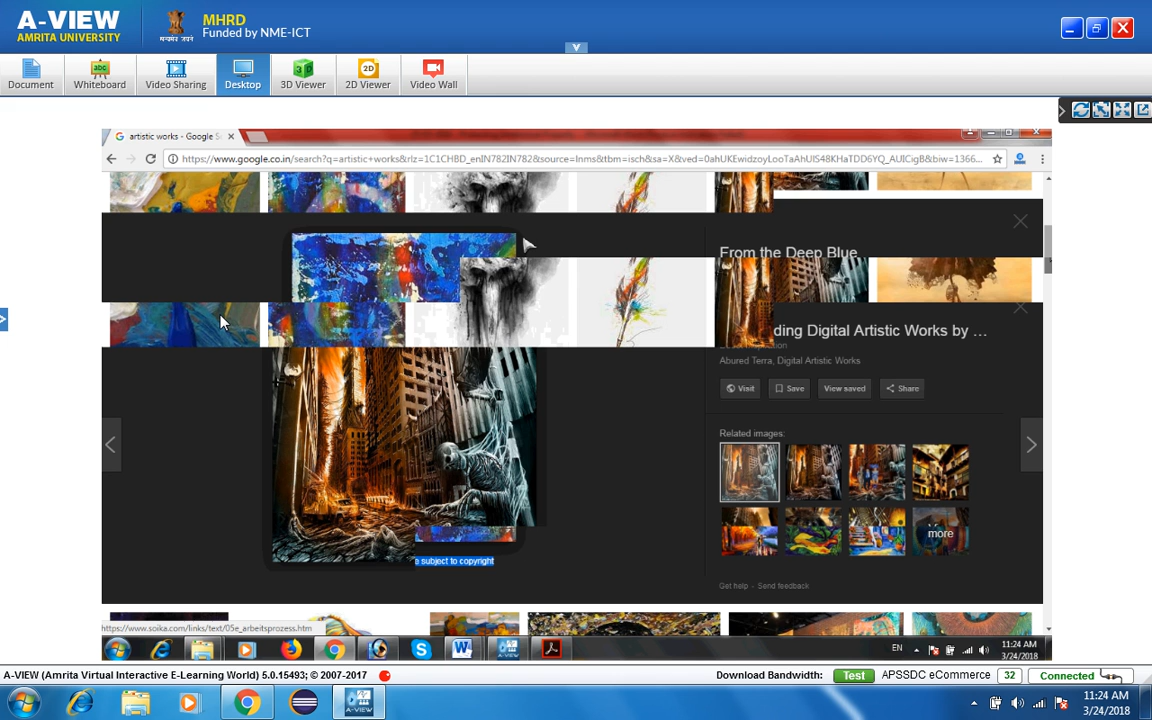 A-VIEW
AMRITA UNIVERSITY
MHRD
Funded by NME-ICT
Document
Whiteboard
Video Sharing
Desktop
3D Viewer
2D Viewer
Video Wall
artistic works - Google S
https://www.google.co.in/search?q=artistic+works&rlz=1C1CHBD_enIN782IN782&source=lnms&tbm=isch&sa=X&ved=0ahUKEwidzoyLooTaAhUIS48KHaTDD6YQ_AUICigB&biw=1366...
From the Deep Blue
ding Digital Artistic Works by ...
Abured Terra, Digital Artistic Works
Visit
Save
View saved
Share
Related images:
more
e subject to copyright
Get help - Send feedback
https://www.soika.com/links/text/05e_arbeitsprozess.htm
EN
11:24 AM
3/24/2018
A-VIEW (Amrita Virtual Interactive E-Learning World) 5.0.15493; © 2007-2017
Download Bandwidth:
Test
APSSDC eCommerce
32
Connected
11:24 AM
3/24/2018